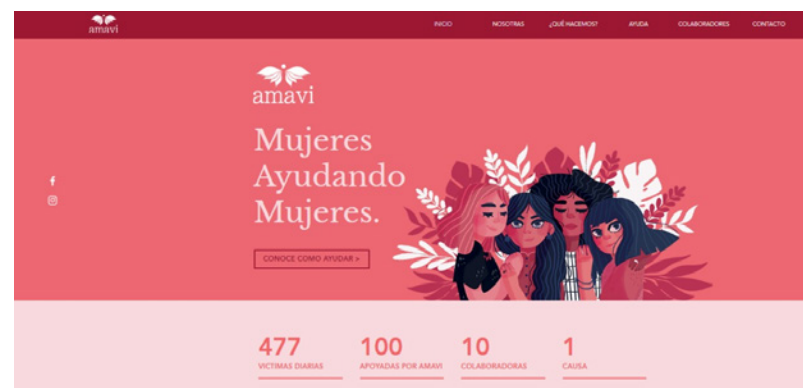 amavi
INICIO NOSOTRAS ¿QUÉ HACEMOS? AYUDA COLABORADORES CONTACTO
amavi
Mujeres
Ayudando
Mujeres.
CONOCE COMO AYUDAR »
477 100 10 1
VICTIMAS DIARIAS APOYADAS POR AMAVI COLABORADORAS CAUSA